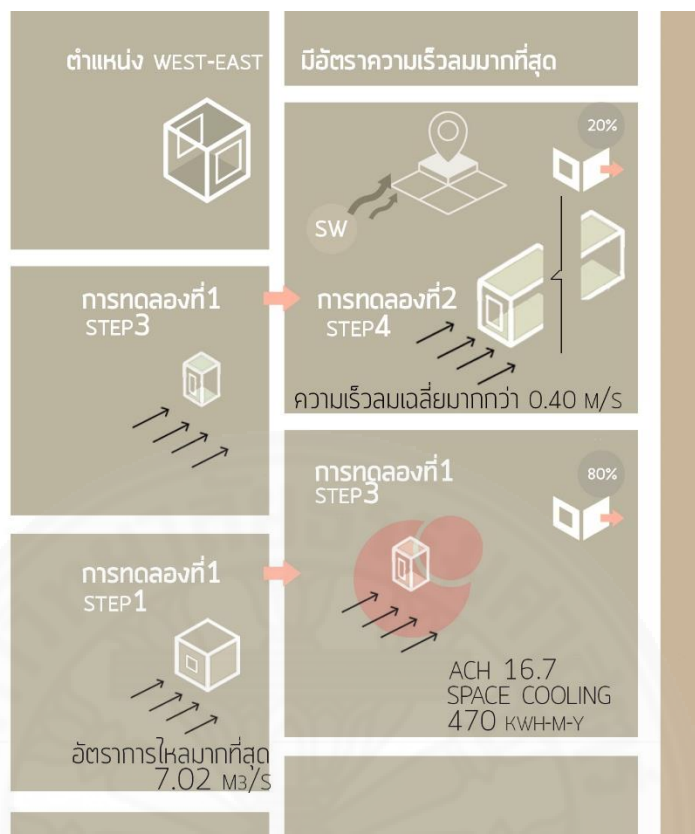 ตำแหน่ง WEST-EAST
มีอัตราความเร็วลมมากที่สุด
20%
SW
การทดลองที่1
STEP3
การทดลองที่2
STEP4
ความเร็วลมเฉลี่ยมากกว่า 0.40 M/S
การทดลองที่1
STEP3
80%
การทดลองที่1
STEP1
ACH 16.7
SPACE COOLING
470 KWH-M-Y
อัตราการไหลมากที่สุด
7.02 M3/S